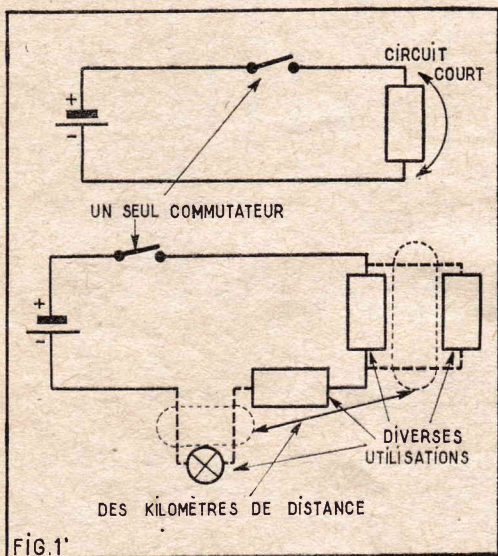 CIRCUIT
COURT
+
-
UN SEUL COMMUTATEUR
+
-
DIVERSES
UTILISATIONS
DES KILOMÈTRES DE DISTANCE
FIG.1'